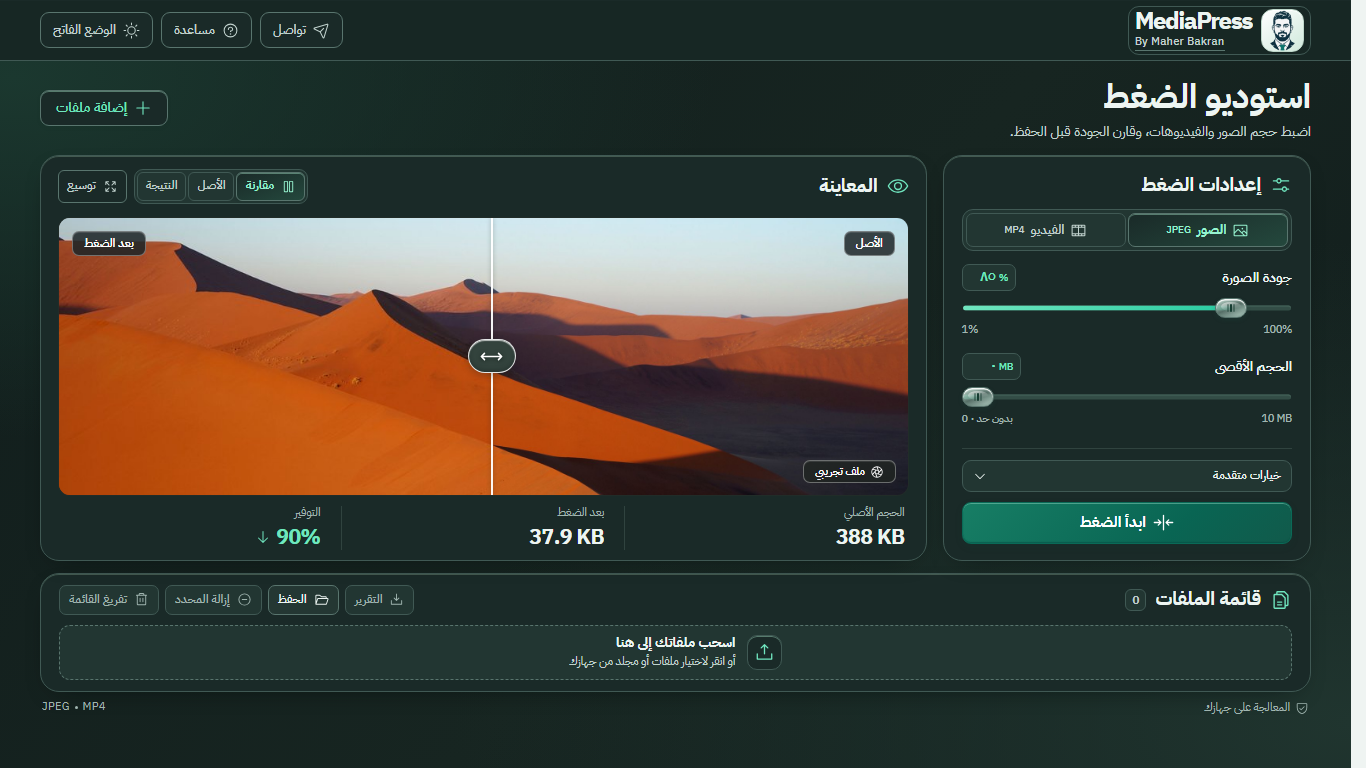 MediaPress
By Maher Bakran
تواصل
مساعدة
الوضع الفاتح
استوديو الضغط
اضبط حجم الصور والفيديوهات، وقارن الجودة قبل الحفظ.
إضافة ملفات
إعدادات الضغط
الصور JPEG
الفيديو MP4
جودة الصورة
% ٨٥
1%
100%
الحجم الأقصى
٠ MB
0 · بدون حد
10 MB
خيارات متقدمة
ابدأ الضغط
المعاينة
مقارنة
الأصل
النتيجة
توسيع
الأصل
بعد الضغط
ملف تجريبي
الحجم الأصلي
388 KB
بعد الضغط
37.9 KB
التوفير
90% ↓
قائمة الملفات 0
التقرير
الحفظ
إزالة المحدد
تفريغ القائمة
اسحب ملفاتك إلى هنا
أو انقر لاختيار ملفات أو مجلد من جهازك
المعالجة على جهازك
JPEG • MP4